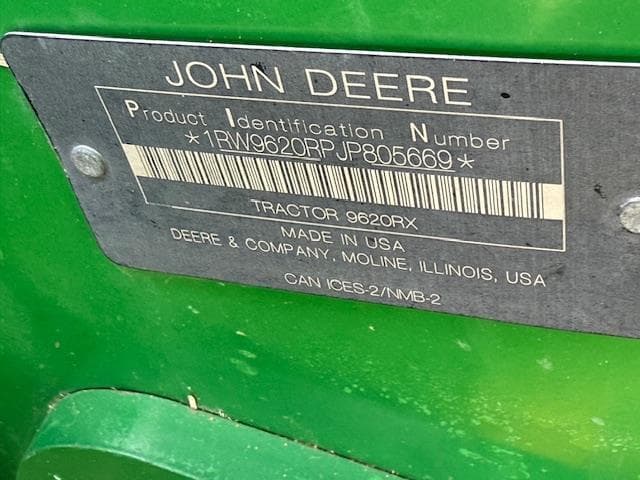 JOHN DEERE
Product Identification Number
*1RW9620RPJP805669*
TRACTOR 9620RX
MADE IN USA
DEERE & COMPANY, MOLINE, ILLINOIS, USA
CAN ICES-2/NMB-2